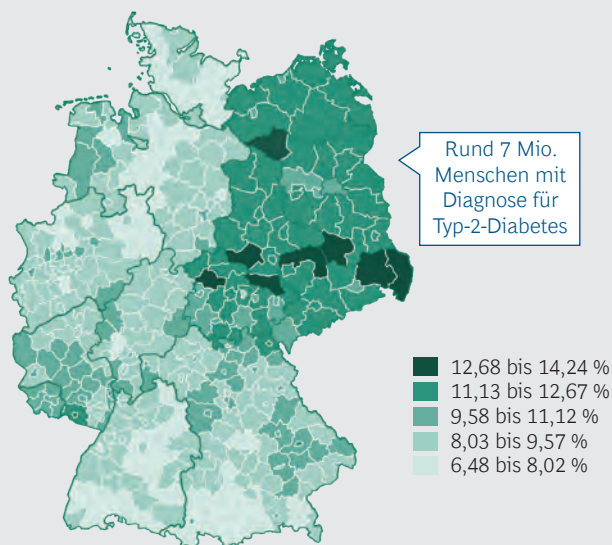 Rund 7 Mio.
Menschen mit
Diagnose für
Typ-2-Diabetes
12,68 bis 14,24 %
11,13 bis 12,67 %
9,58 bis 11,12 %
8,03 bis 9,57 %
6,48 bis 8,02 %